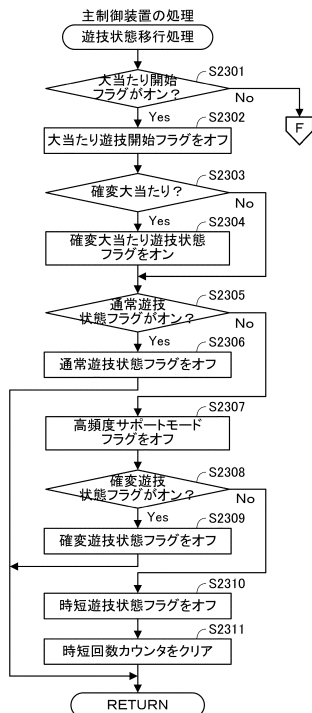 主制御装置の処理
遊技状態移行処理
S2301
大当たり開始
フラグがオン？
No
Yes
F
S2302
大当たり遊技開始フラグをオフ
S2303
確変大当たり？
No
Yes
S2304
確変大当たり遊技状態
フラグをオン
S2305
通常遊技
状態フラグがオン？
No
Yes
S2306
通常遊技状態フラグをオフ
S2307
高頻度サポートモード
フラグをオフ
S2308
確変遊技
状態フラグがオン？
No
Yes
S2309
確変遊技状態フラグをオフ
S2310
時短遊技状態フラグをオフ
S2311
時短回数カウンタをクリア
RETURN